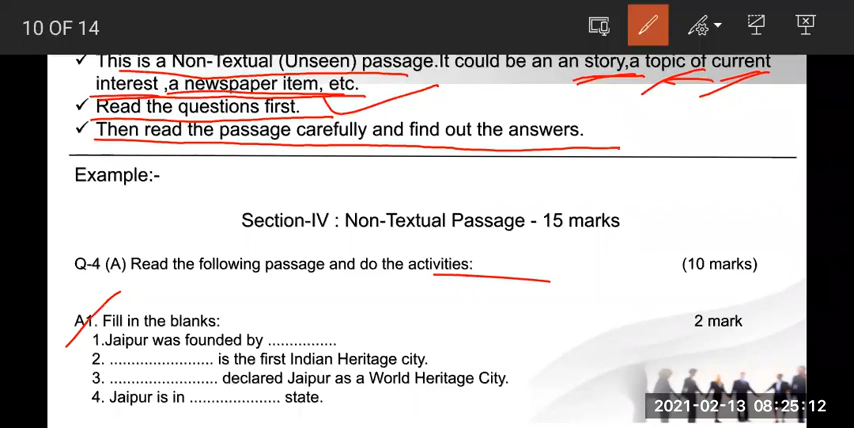 10 OF 14
✓ This is a Non-Textual (Unseen) passage.It could be an an story,a topic of current
interest ,a newspaper item, etc.
✓ Read the questions first.
✓ Then read the passage carefully and find out the answers.
Example:-
Section-IV : Non-Textual Passage - 15 marks
Q-4 (A) Read the following passage and do the activities: (10 marks)
A1. Fill in the blanks: 2 mark
1.Jaipur was founded by ...............
2. ....................... is the first Indian Heritage city.
3. ........................ declared Jaipur as a World Heritage City.
4. Jaipur is in .................... state.
2021-02-13 08:25:12